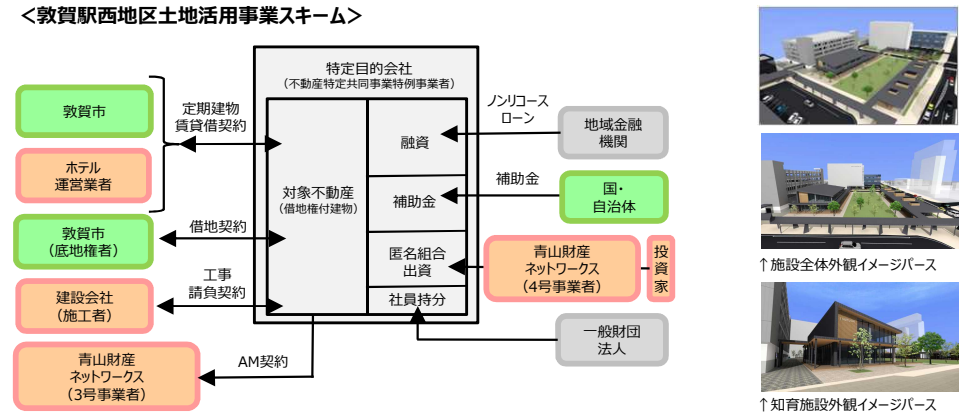 ＜敦賀駅西地区土地活用事業スキーム＞
特定目的会社
（不動産特定共同事業特例事業者）
敦賀市
ホテル
運営業者
定期建物
賃貸借契約
敦賀市
（底地権者）
借地契約
建設会社
（施工者）
工事
請負契約
青山財産
ネットワークス
（3号事業者）
AM契約
対象不動産
（借地権付建物）
融資
補助金
匿名組合
出資
社員持分
ノンリコース
ローン
地域金融
機関
補助金
国・
自治体
青山財産
ネットワークス
（4号事業者）
投
資
家
一般財団
法人
↑施設全体外観イメージパース
↑知育施設外観イメージパース